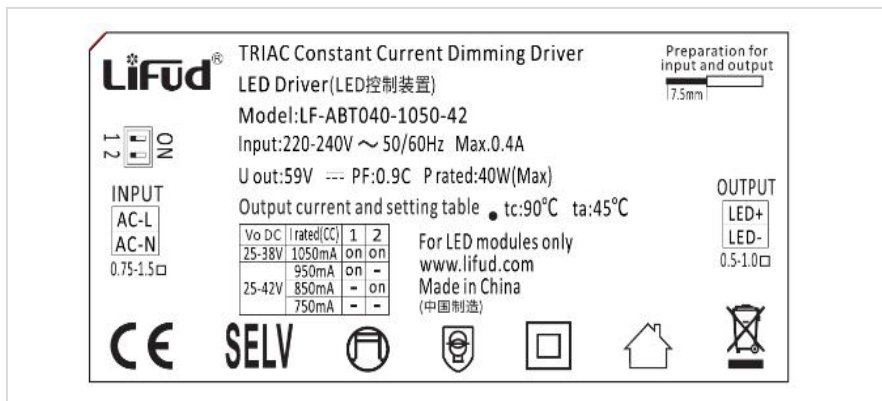 Lifud®
TRIAC Constant Current Dimming Driver
LED Driver(LED控制装置)
Model:LF-ABT040-1050-42
Input:220-240V ～ 50/60Hz Max.0.4A
U out:59V ⎓ PF:0.9C P rated:40W(Max)
Output current and setting table ● tc:90℃ ta:45℃
Preparation for
input and output
7.5mm
ON
1 2
INPUT
AC-L
AC-N
0.75-1.5□
Vo DC I rated(CC) 1 2
25-38V 1050mA on on
950mA on -
25-42V 850mA - on
750mA - -
For LED modules only
www.lifud.com
Made in China
(中国制造)
OUTPUT
LED+
LED-
0.5-1.0□
CE SELV